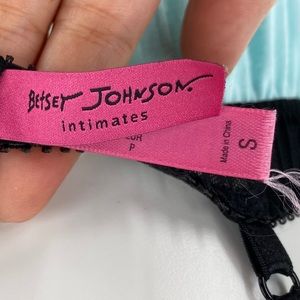 BETSEY JOHNSON.
intimates
P
S
Made in China